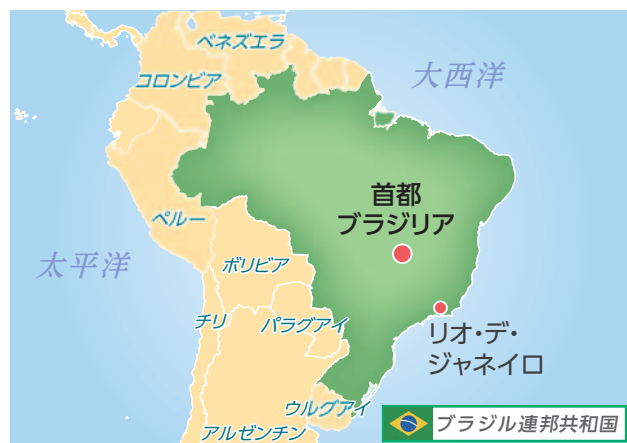 ベネズエラ
コロンビア
大西洋
首都
ブラジリア
ペルー
太平洋
ボリビア
チリ
パラグアイ
リオ・デ・
ジャネイロ
ウルグアイ
アルゼンチン
ブラジル連邦共和国